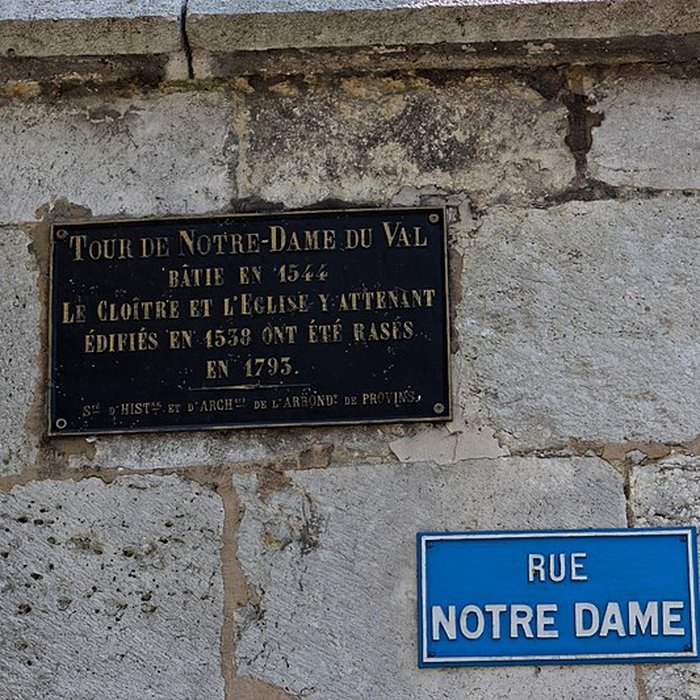 TOUR DE NOTRE-DAME DU VAL
BÂTIE EN 1544
LE CLOÎTRE ET L'EGLISE Y ATTENANT
ÉDIFIÉS EN 1538 ONT ÉTÉ RASÉS
EN 1793.
Sté D'HISTRE ET D'ARCHGIE DE L'ARRONDT DE PROVINS.
RUE
NOTRE DAME